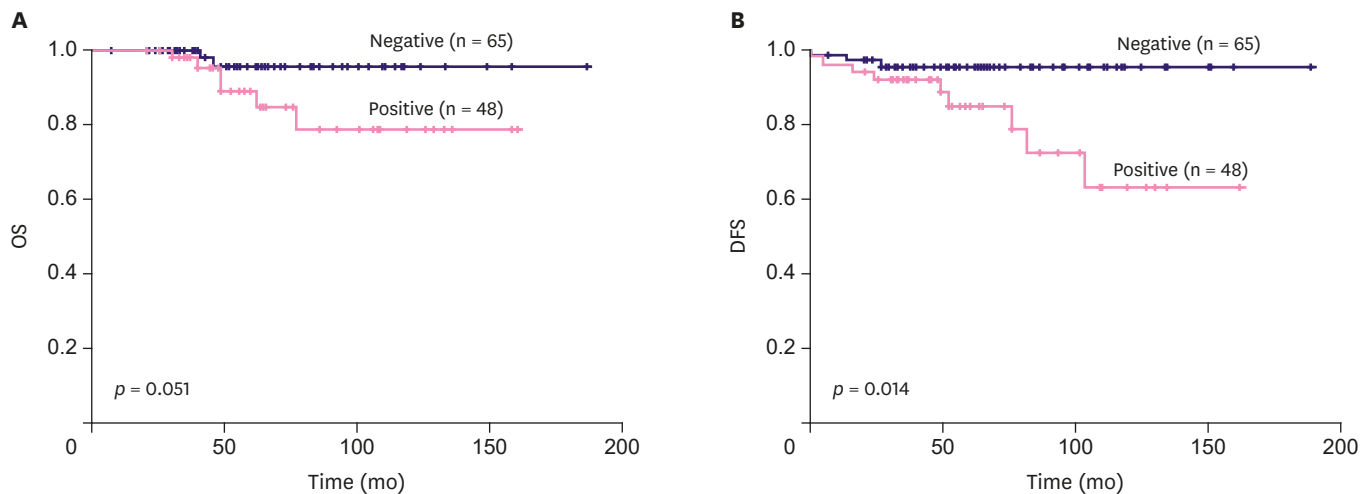 A
1.0
0.8
0.6
0.4
0.2
0
OS
Negative (n = 65)
Positive (n = 48)
p = 0.051
50
100
150
200
Time (mo)
B
1.0
0.8
0.6
0.4
0.2
0
DFS
Negative (n = 65)
Positive (n = 48)
p = 0.014
50
100
150
200
Time (mo)